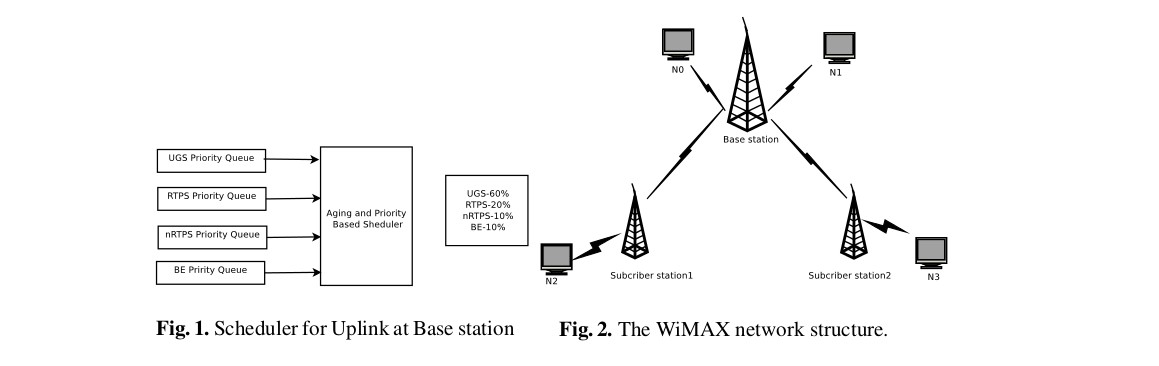 UGS Priority Queue
RTPS Priority Queue
nRTPS Priority Queue
BE Pririty Queue
Aging and Priority
Based Sheduler
UGS-60%
RTPS-20%
nRTPS-10%
BE-10%
Fig. 1. Scheduler for Uplink at Base station
N0
N1
Base station
N2
Subcriber station1
Subcriber station2
N3
Fig. 2. The WiMAX network structure.